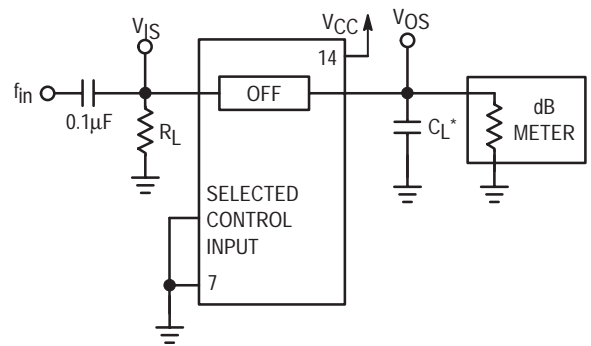 V_IS
V_CC
V_OS
14
f_in
OFF
dB
METER
0.1µF
R_L
C_L*
SELECTED
CONTROL
INPUT
7